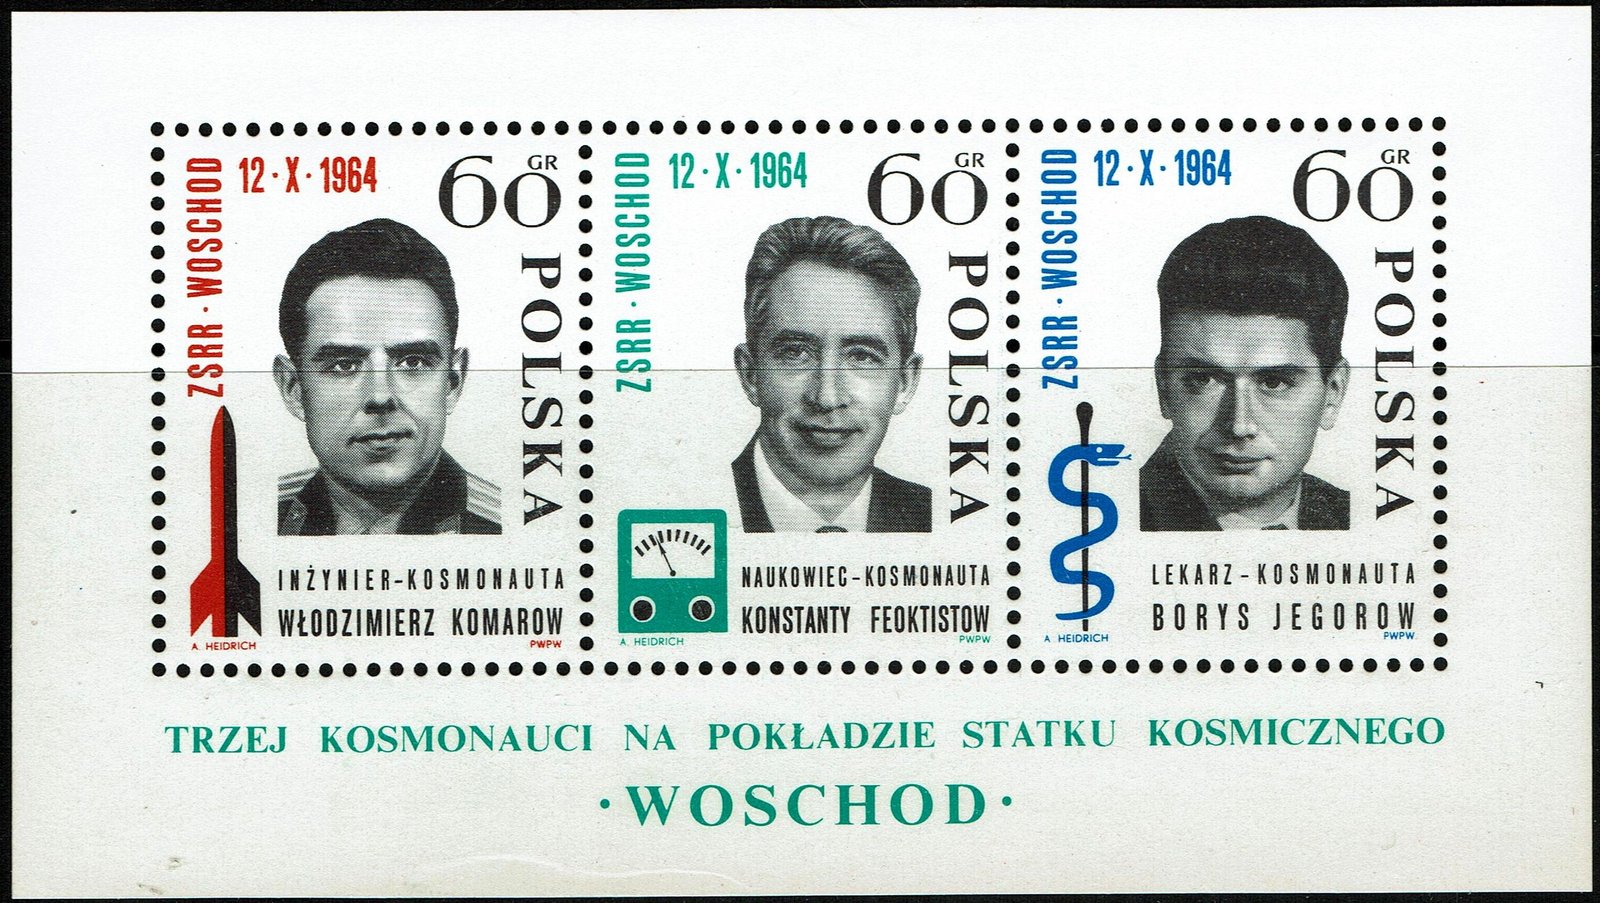 ZSRR · WOSCHOD
12 · X · 1964
60 GR
POLSKA
INŻYNIER-KOSMONAUTA
WŁODZIMIERZ KOMAROW
A. HEIDRICH
PWPW
ZSRR · WOSCHOD
12 · X · 1964
60 GR
POLSKA
NAUKOWIEC-KOSMONAUTA
KONSTANTY FEOKTISTOW
A. HEIDRICH
PWPW
ZSRR · WOSCHOD
12 · X · 1964
60 GR
POLSKA
LEKARZ-KOSMONAUTA
BORYS JEGOROW
A HEIDRICH
PWPW.
TRZEJ KOSMONAUCI NA POKŁADZIE STATKU KOSMICZNEGO
· WOSCHOD ·